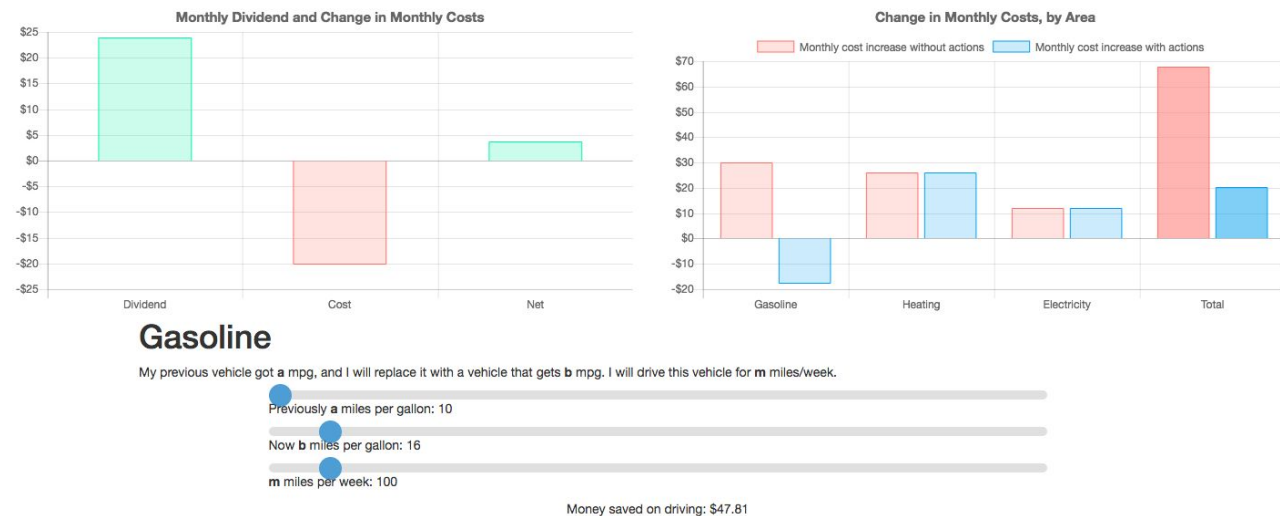 Monthly Dividend and Change in Monthly Costs
$25
$20
$15
$10
$5
$0
-$5
-$10
-$15
-$20
-$25
Dividend Cost Net
Change in Monthly Costs, by Area
Monthly cost increase without actions Monthly cost increase with actions
$70
$60
$50
$40
$30
$20
$10
$0
-$10
-$20
Gasoline Heating Electricity Total
Gasoline
My previous vehicle got a mpg, and I will replace it with a vehicle that gets b mpg. I will drive this vehicle for m miles/week.
Previously a miles per gallon: 10
Now b miles per gallon: 16
m miles per week: 100
Money saved on driving: $47.81